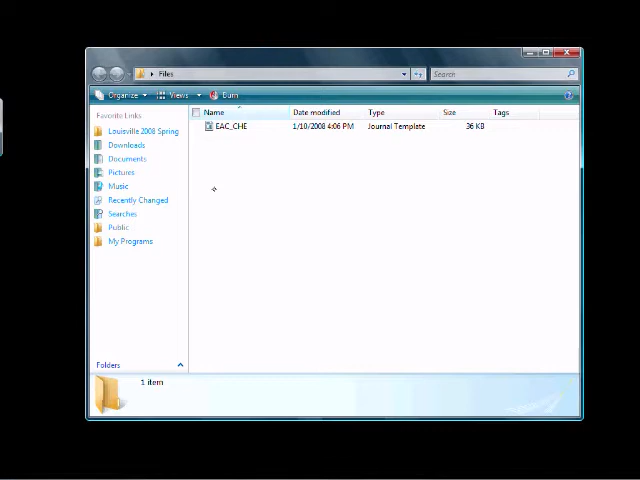 Files
Search
Organize Views Burn
Favorite Links
Louisville 2008 Spring
Downloads
Documents
Pictures
Music
Recently Changed
Searches
Public
My Programs
Folders
Name Date modified Type Size Tags
EAC_CHE 1/10/2008 4:06 PM Journal Template 36 KB
1 item